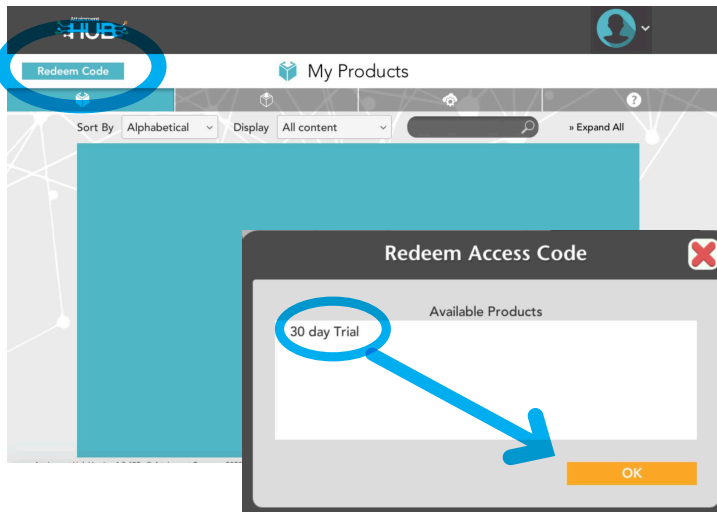 Attainment
HUB
Redeem Code
My Products
?
Sort By Alphabetical Display All content » Expand All
Redeem Access Code
Available Products
30 day Trial
OK